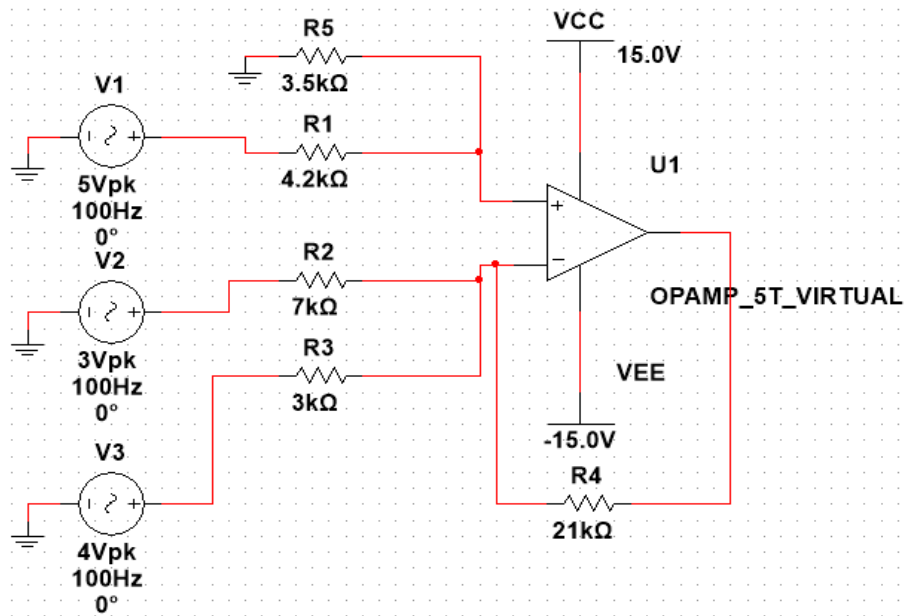 R5
3.5kΩ
VCC
15.0V
V1
5Vpk
100Hz
0°
R1
4.2kΩ
U1
+
−
OPAMP_5T_VIRTUAL
V2
3Vpk
100Hz
0°
R2
7kΩ
R3
3kΩ
VEE
-15.0V
V3
4Vpk
100Hz
0°
R4
21kΩ